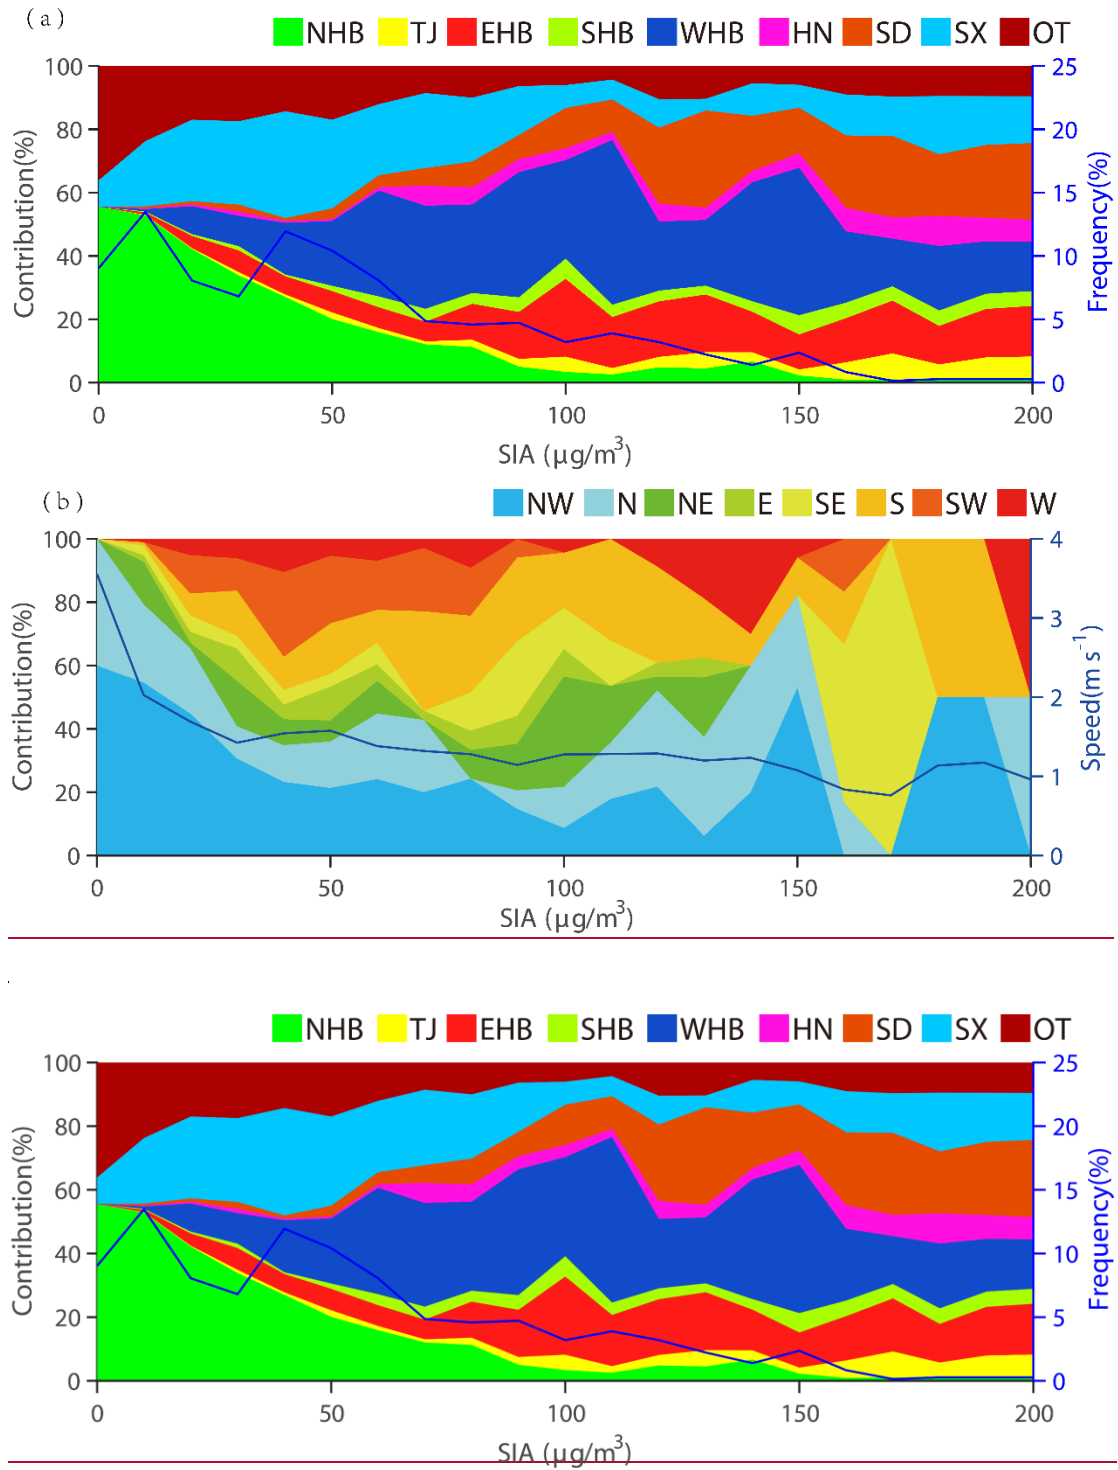 ( a )
NHB TJ EHB SHB WHB HN SD SX OT
100 25
80 20
60 15
40 10
20 5
0 0
Contribution(%)
Frequency(%)
0 50 100 150 200
SIA (μg/m³)
( b )
NW N NE E SE S SW W
100 4
80 3
60
40 2
20 1
0 0
Contribution(%)
Speed(m s⁻¹)
0 50 100 150 200
SIA (μg/m³)
NHB TJ EHB SHB WHB HN SD SX OT
100 25
80 20
60 15
40 10
20 5
0 0
Contribution(%)
Frequency(%)
0 50 100 150 200
SIA (μg/m³)